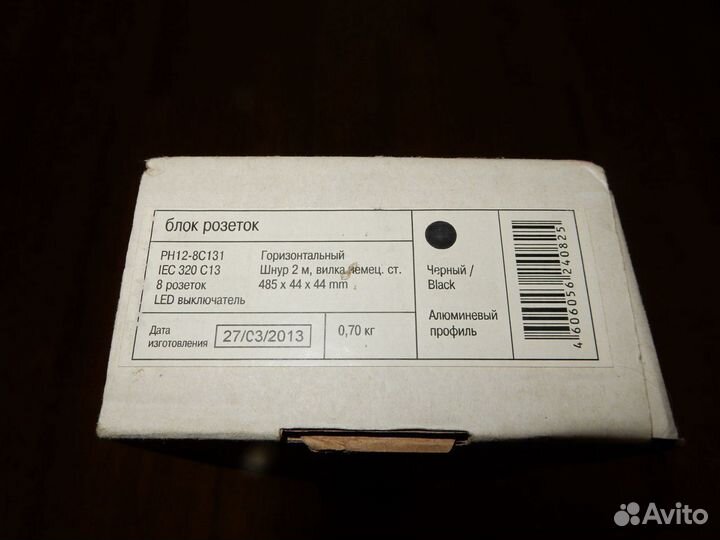 блок розеток
PH12-8C131
IEC 320 C13
8 розеток
LED выключатель
Горизонтальный
Шнур 2 м, вилка немец. ст.
485 x 44 x 44 mm
Черный /
Black
Алюминевый
профиль
Дата
изготовления
27/03/2013
0,70 кг
4606056240825
Avito